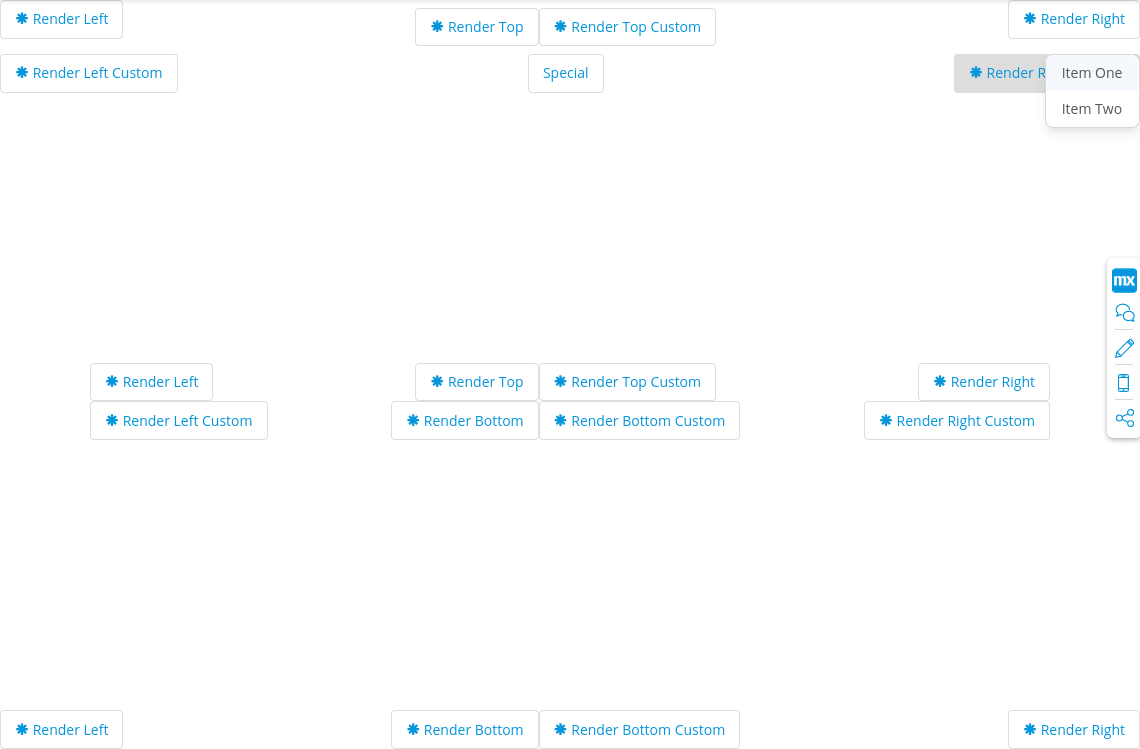 Render Left
Render Top
Render Top Custom
Render Right
Render Left Custom
Special
Render R
Item One
Item Two
mx
Render Left
Render Top
Render Top Custom
Render Right
Render Left Custom
Render Bottom
Render Bottom Custom
Render Right Custom
Render Left
Render Bottom
Render Bottom Custom
Render Right